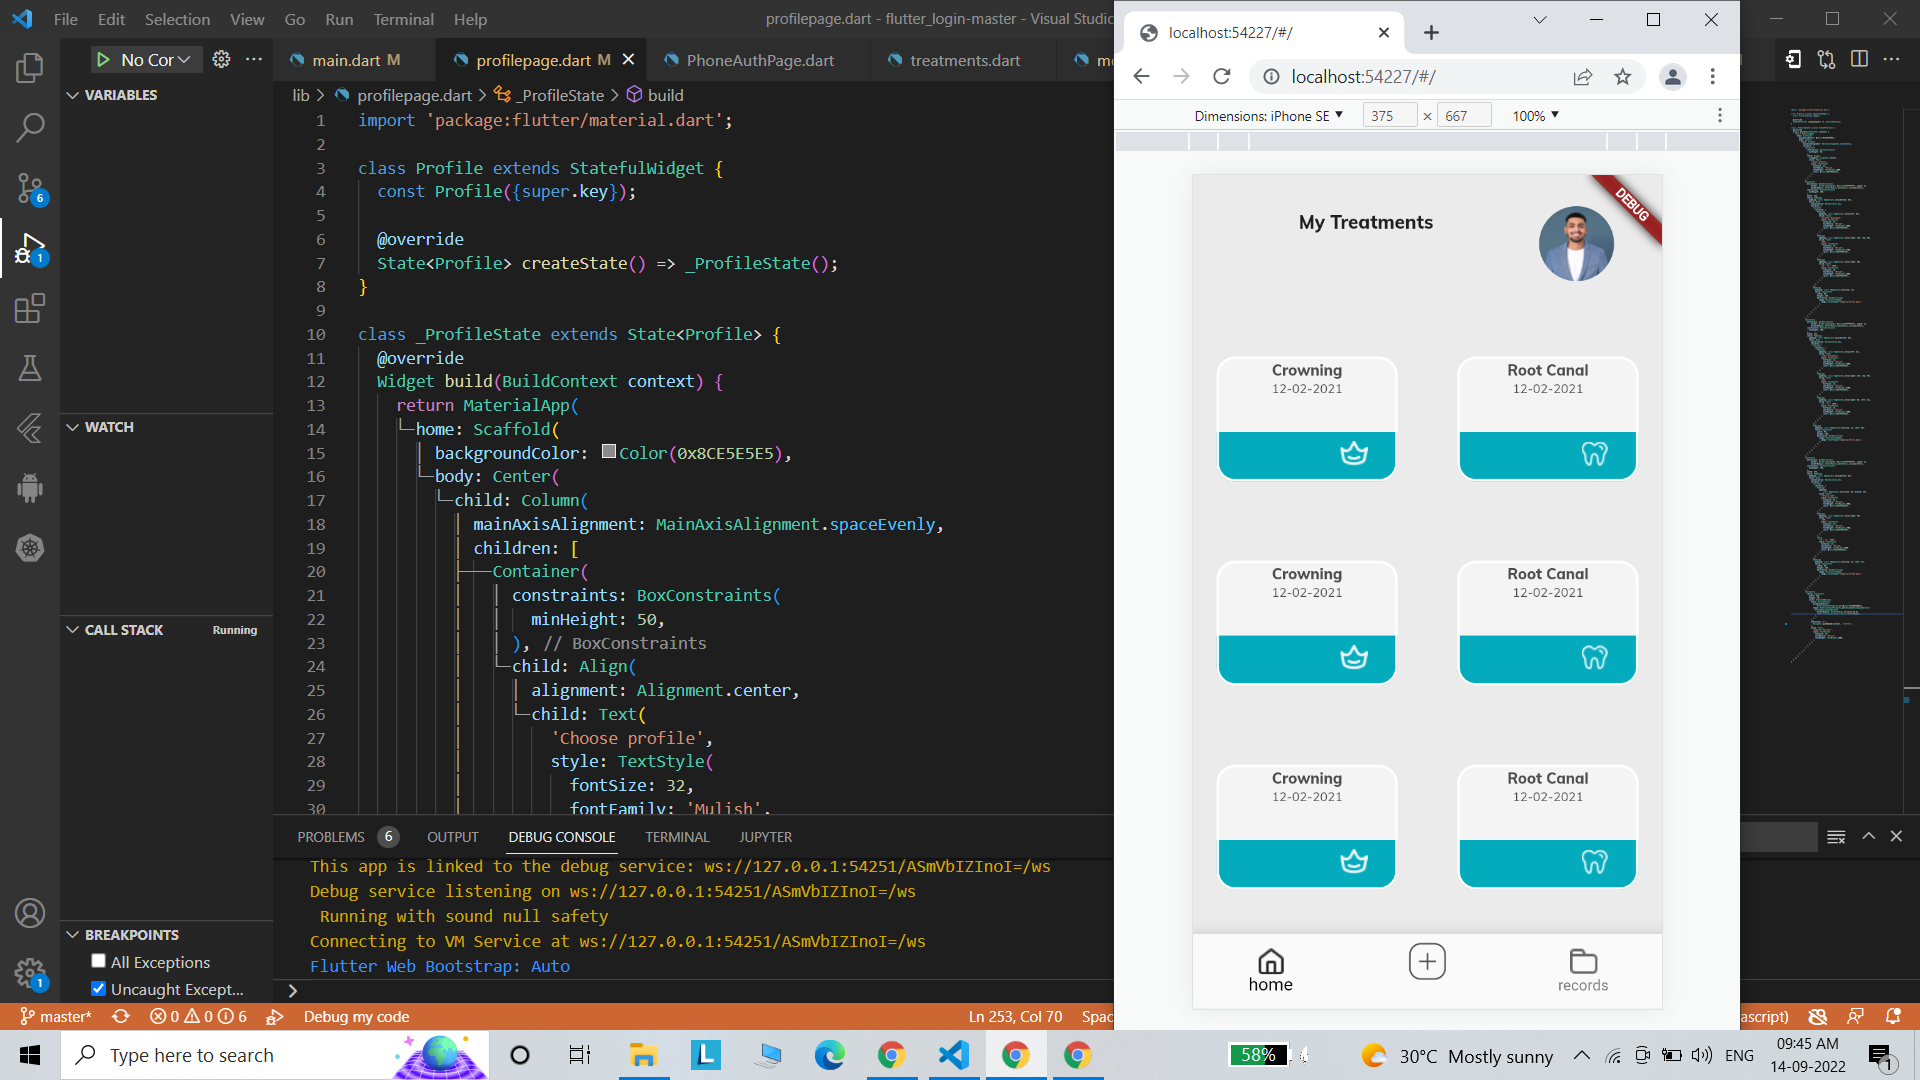 File Edit Selection View Go Run Terminal Help
profilepage.dart - flutter_login-master - Visual Studi
No Cor
main.dart M
profilepage.dart M
PhoneAuthPage.dart
treatments.dart
VARIABLES
lib > profilepage.dart > _ProfileState > build
1 import 'package:flutter/material.dart';
2
3 class Profile extends StatefulWidget {
4 const Profile({super.key});
5
6 @override
7 State<Profile> createState() => _ProfileState();
8 }
9
10 class _ProfileState extends State<Profile> {
11 @override
12 Widget build(BuildContext context) {
13 return MaterialApp(
14 home: Scaffold(
15 backgroundColor: Color(0x8CE5E5E5),
16 body: Center(
17 child: Column(
18 mainAxisAlignment: MainAxisAlignment.spaceEvenly,
19 children: [
20 Container(
21 constraints: BoxConstraints(
22 minHeight: 50,
23 ), // BoxConstraints
24 child: Align(
25 alignment: Alignment.center,
26 child: Text(
27 'Choose profile',
28 style: TextStyle(
29 fontSize: 32,
30 fontFamily: 'Mulish',
6
1
1
WATCH
CALL STACK Running
BREAKPOINTS
All Exceptions
Uncaught Except...
PROBLEMS 6 OUTPUT DEBUG CONSOLE TERMINAL JUPYTER
This app is linked to the debug service: ws://127.0.0.1:54251/ASmVbIZInoI=/ws
Debug service listening on ws://127.0.0.1:54251/ASmVbIZInoI=/ws
Running with sound null safety
Connecting to VM Service at ws://127.0.0.1:54251/ASmVbIZInoI=/ws
Flutter Web Bootstrap: Auto
>
localhost:54227/#/
localhost:54227/#/
Dimensions: iPhone SE 375 × 667 100%
DEBUG
My Treatments
Crowning
12-02-2021
Root Canal
12-02-2021
Crowning
12-02-2021
Root Canal
12-02-2021
Crowning
12-02-2021
Root Canal
12-02-2021
home
records
master* 0 0 6 Debug my code Ln 253, Col 70 Spac
ascript)
Type here to search
L
58%
30°C Mostly sunny
ENG
09:45 AM
14-09-2022
1